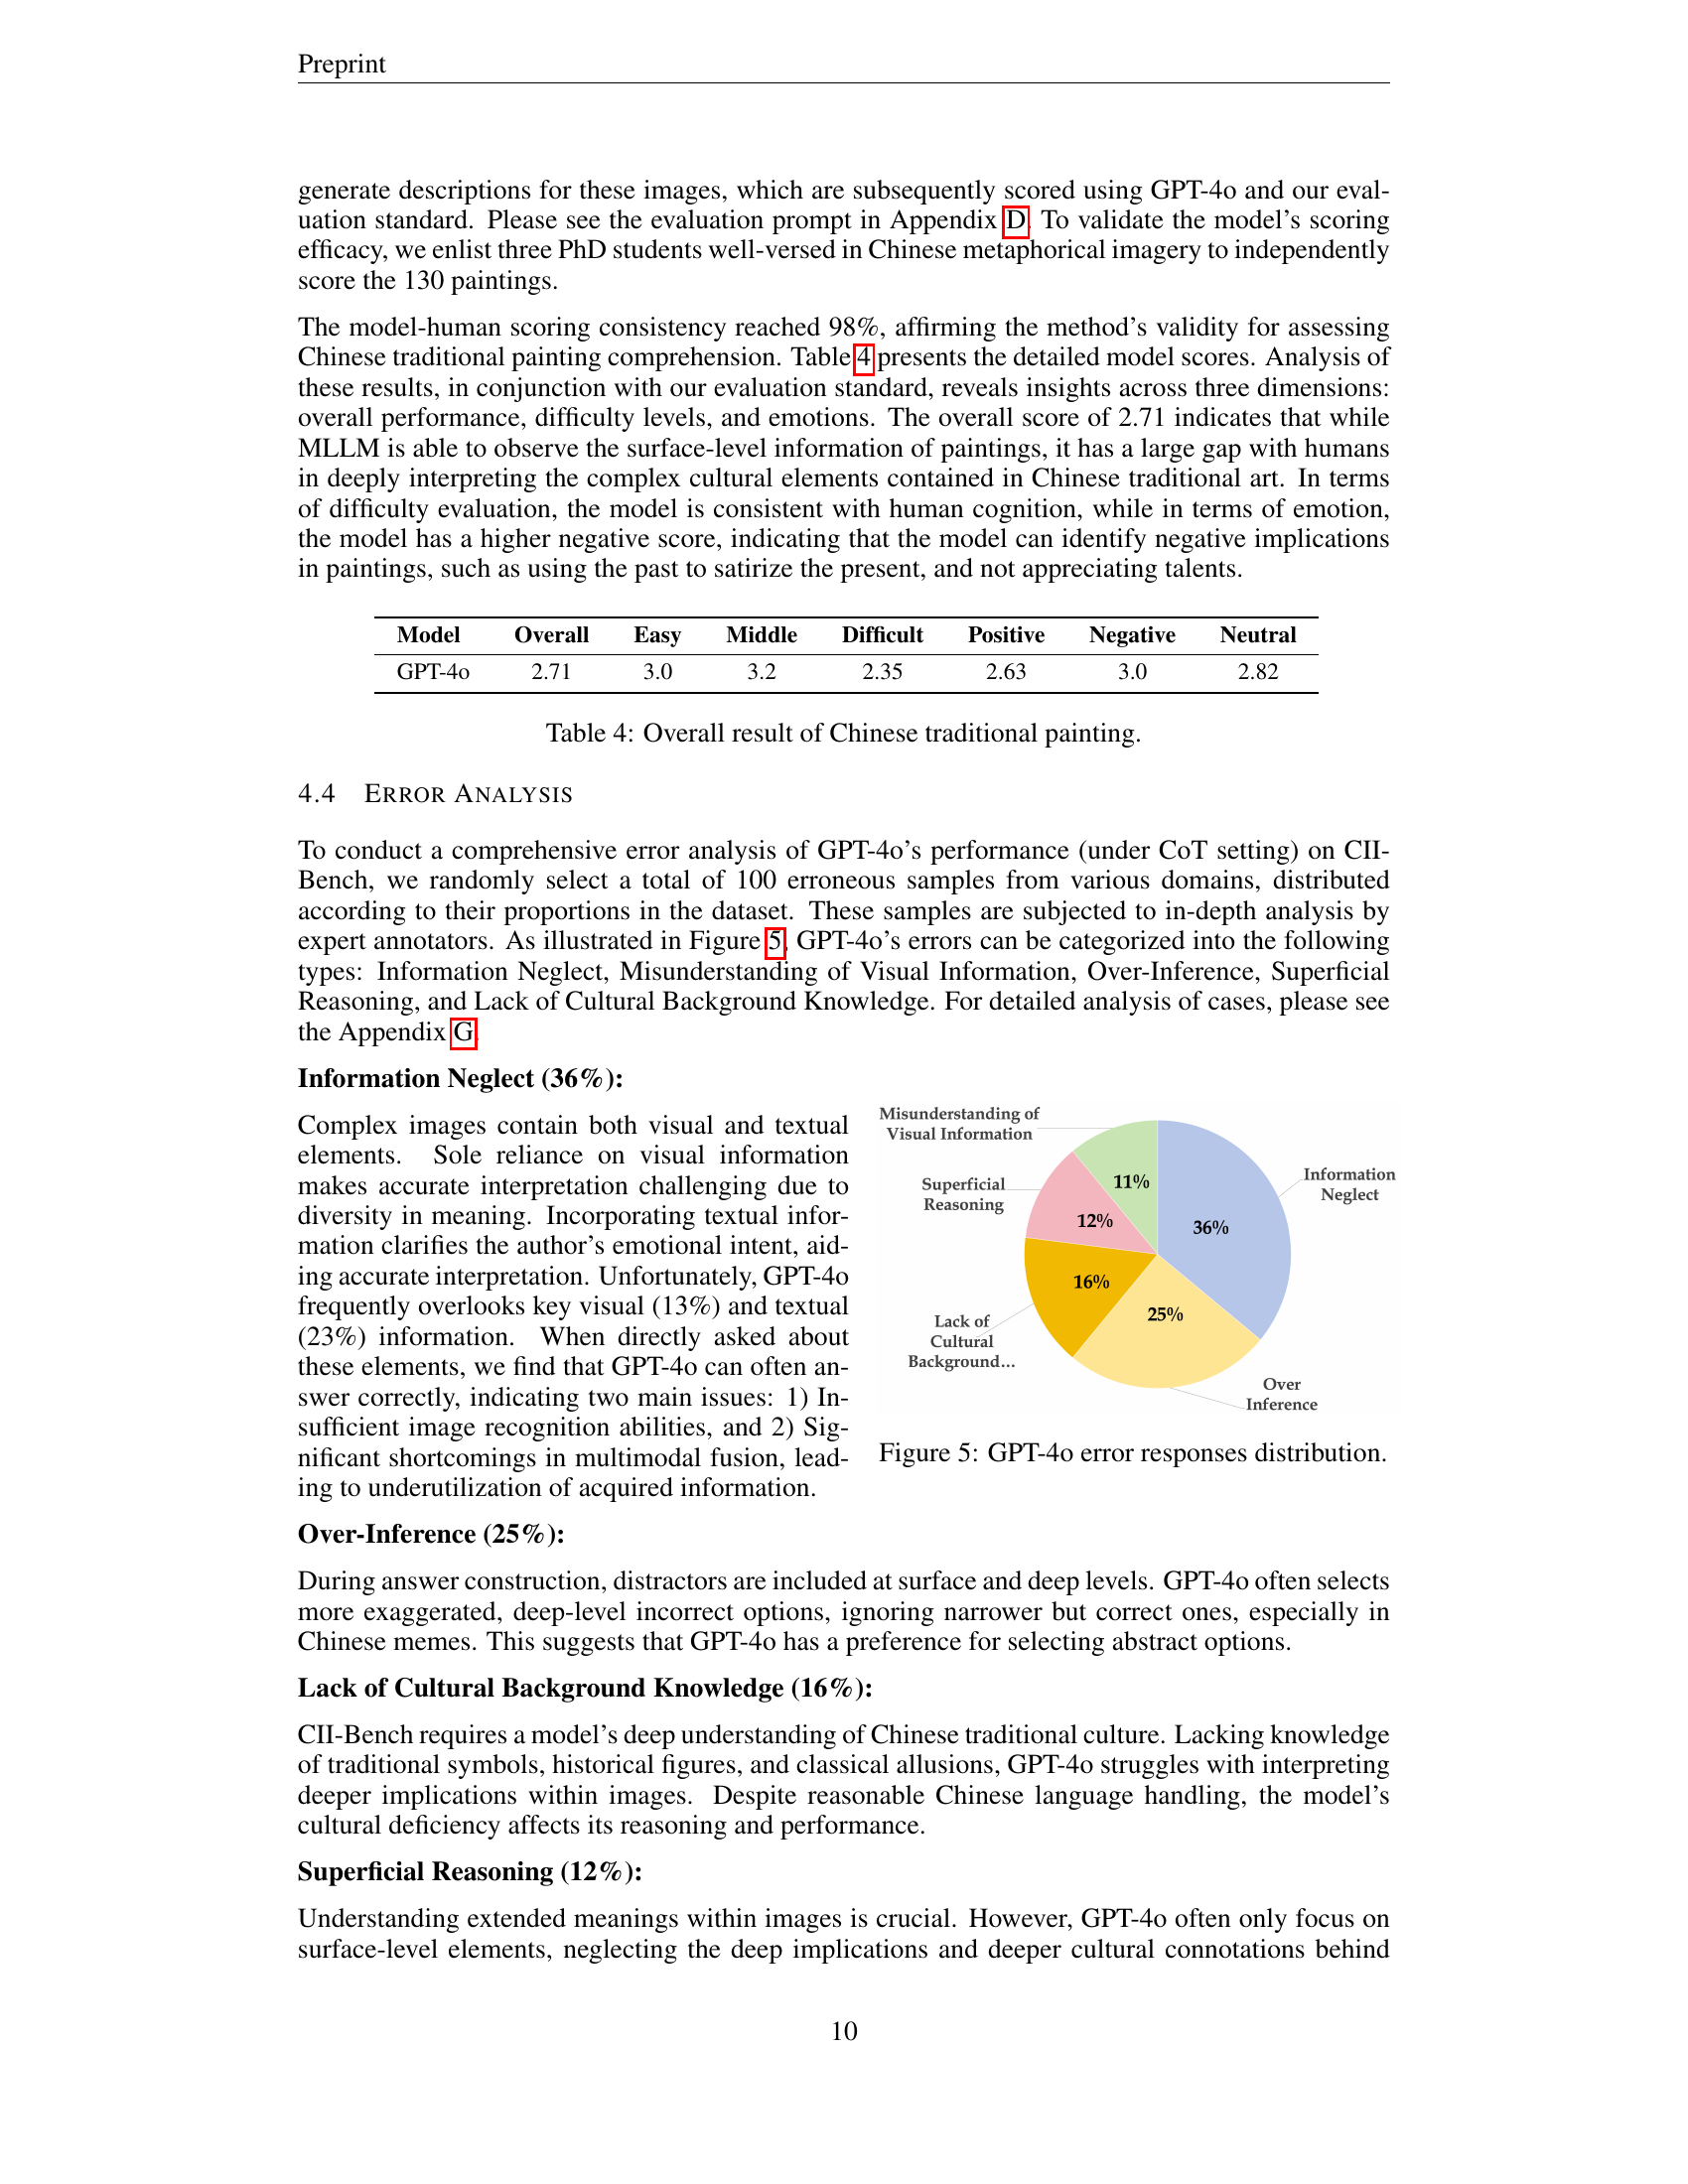 Preprint
generate descriptions for these images, which are subsequently scored using GPT-4o and our eval-
uation standard. Please see the evaluation prompt in Appendix D. To validate the model's scoring
efficacy, we enlist three PhD students well-versed in Chinese metaphorical imagery to independently
score the 130 paintings.
The model-human scoring consistency reached 98%, affirming the method's validity for assessing
Chinese traditional painting comprehension. Table 4 presents the detailed model scores. Analysis of
these results, in conjunction with our evaluation standard, reveals insights across three dimensions:
overall performance, difficulty levels, and emotions. The overall score of 2.71 indicates that while
MLLM is able to observe the surface-level information of paintings, it has a large gap with humans
in deeply interpreting the complex cultural elements contained in Chinese traditional art. In terms
of difficulty evaluation, the model is consistent with human cognition, while in terms of emotion,
the model has a higher negative score, indicating that the model can identify negative implications
in paintings, such as using the past to satirize the present, and not appreciating talents.
Model Overall Easy Middle Difficult Positive Negative Neutral
GPT-4o 2.71 3.0 3.2 2.35 2.63 3.0 2.82
Table 4: Overall result of Chinese traditional painting.
4.4 ERROR ANALYSIS
To conduct a comprehensive error analysis of GPT-4o's performance (under CoT setting) on CII-
Bench, we randomly select a total of 100 erroneous samples from various domains, distributed
according to their proportions in the dataset. These samples are subjected to in-depth analysis by
expert annotators. As illustrated in Figure 5, GPT-4o's errors can be categorized into the following
types: Information Neglect, Misunderstanding of Visual Information, Over-Inference, Superficial
Reasoning, and Lack of Cultural Background Knowledge. For detailed analysis of cases, please see
the Appendix G.
Information Neglect (36%):
Complex images contain both visual and textual
elements. Sole reliance on visual information
makes accurate interpretation challenging due to
diversity in meaning. Incorporating textual infor-
mation clarifies the author's emotional intent, aid-
ing accurate interpretation. Unfortunately, GPT-4o
frequently overlooks key visual (13%) and textual
(23%) information. When directly asked about
these elements, we find that GPT-4o can often an-
swer correctly, indicating two main issues: 1) In-
sufficient image recognition abilities, and 2) Sig-
nificant shortcomings in multimodal fusion, lead-
ing to underutilization of acquired information.
Misunderstanding of
Visual Information
Superficial
Reasoning
Lack of
Cultural
Background...
Information
Neglect
Over
Inference
11%
12%
16%
25%
36%
Figure 5: GPT-4o error responses distribution.
Over-Inference (25%):
During answer construction, distractors are included at surface and deep levels. GPT-4o often selects
more exaggerated, deep-level incorrect options, ignoring narrower but correct ones, especially in
Chinese memes. This suggests that GPT-4o has a preference for selecting abstract options.
Lack of Cultural Background Knowledge (16%):
CII-Bench requires a model's deep understanding of Chinese traditional culture. Lacking knowledge
of traditional symbols, historical figures, and classical allusions, GPT-4o struggles with interpreting
deeper implications within images. Despite reasonable Chinese language handling, the model's
cultural deficiency affects its reasoning and performance.
Superficial Reasoning (12%):
Understanding extended meanings within images is crucial. However, GPT-4o often only focus on
surface-level elements, neglecting the deep implications and deeper cultural connotations behind
10